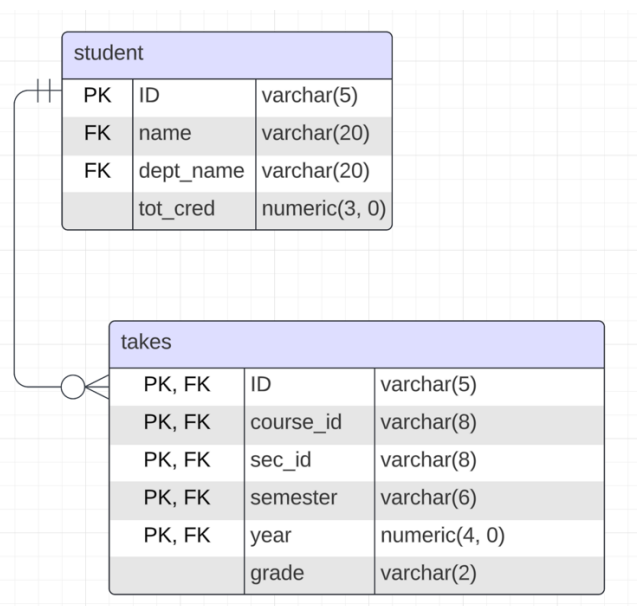 student
PK ID varchar(5)
FK name varchar(20)
FK dept_name varchar(20)
tot_cred numeric(3, 0)
takes
PK, FK ID varchar(5)
PK, FK course_id varchar(8)
PK, FK sec_id varchar(8)
PK, FK semester varchar(6)
PK, FK year numeric(4, 0)
grade varchar(2)